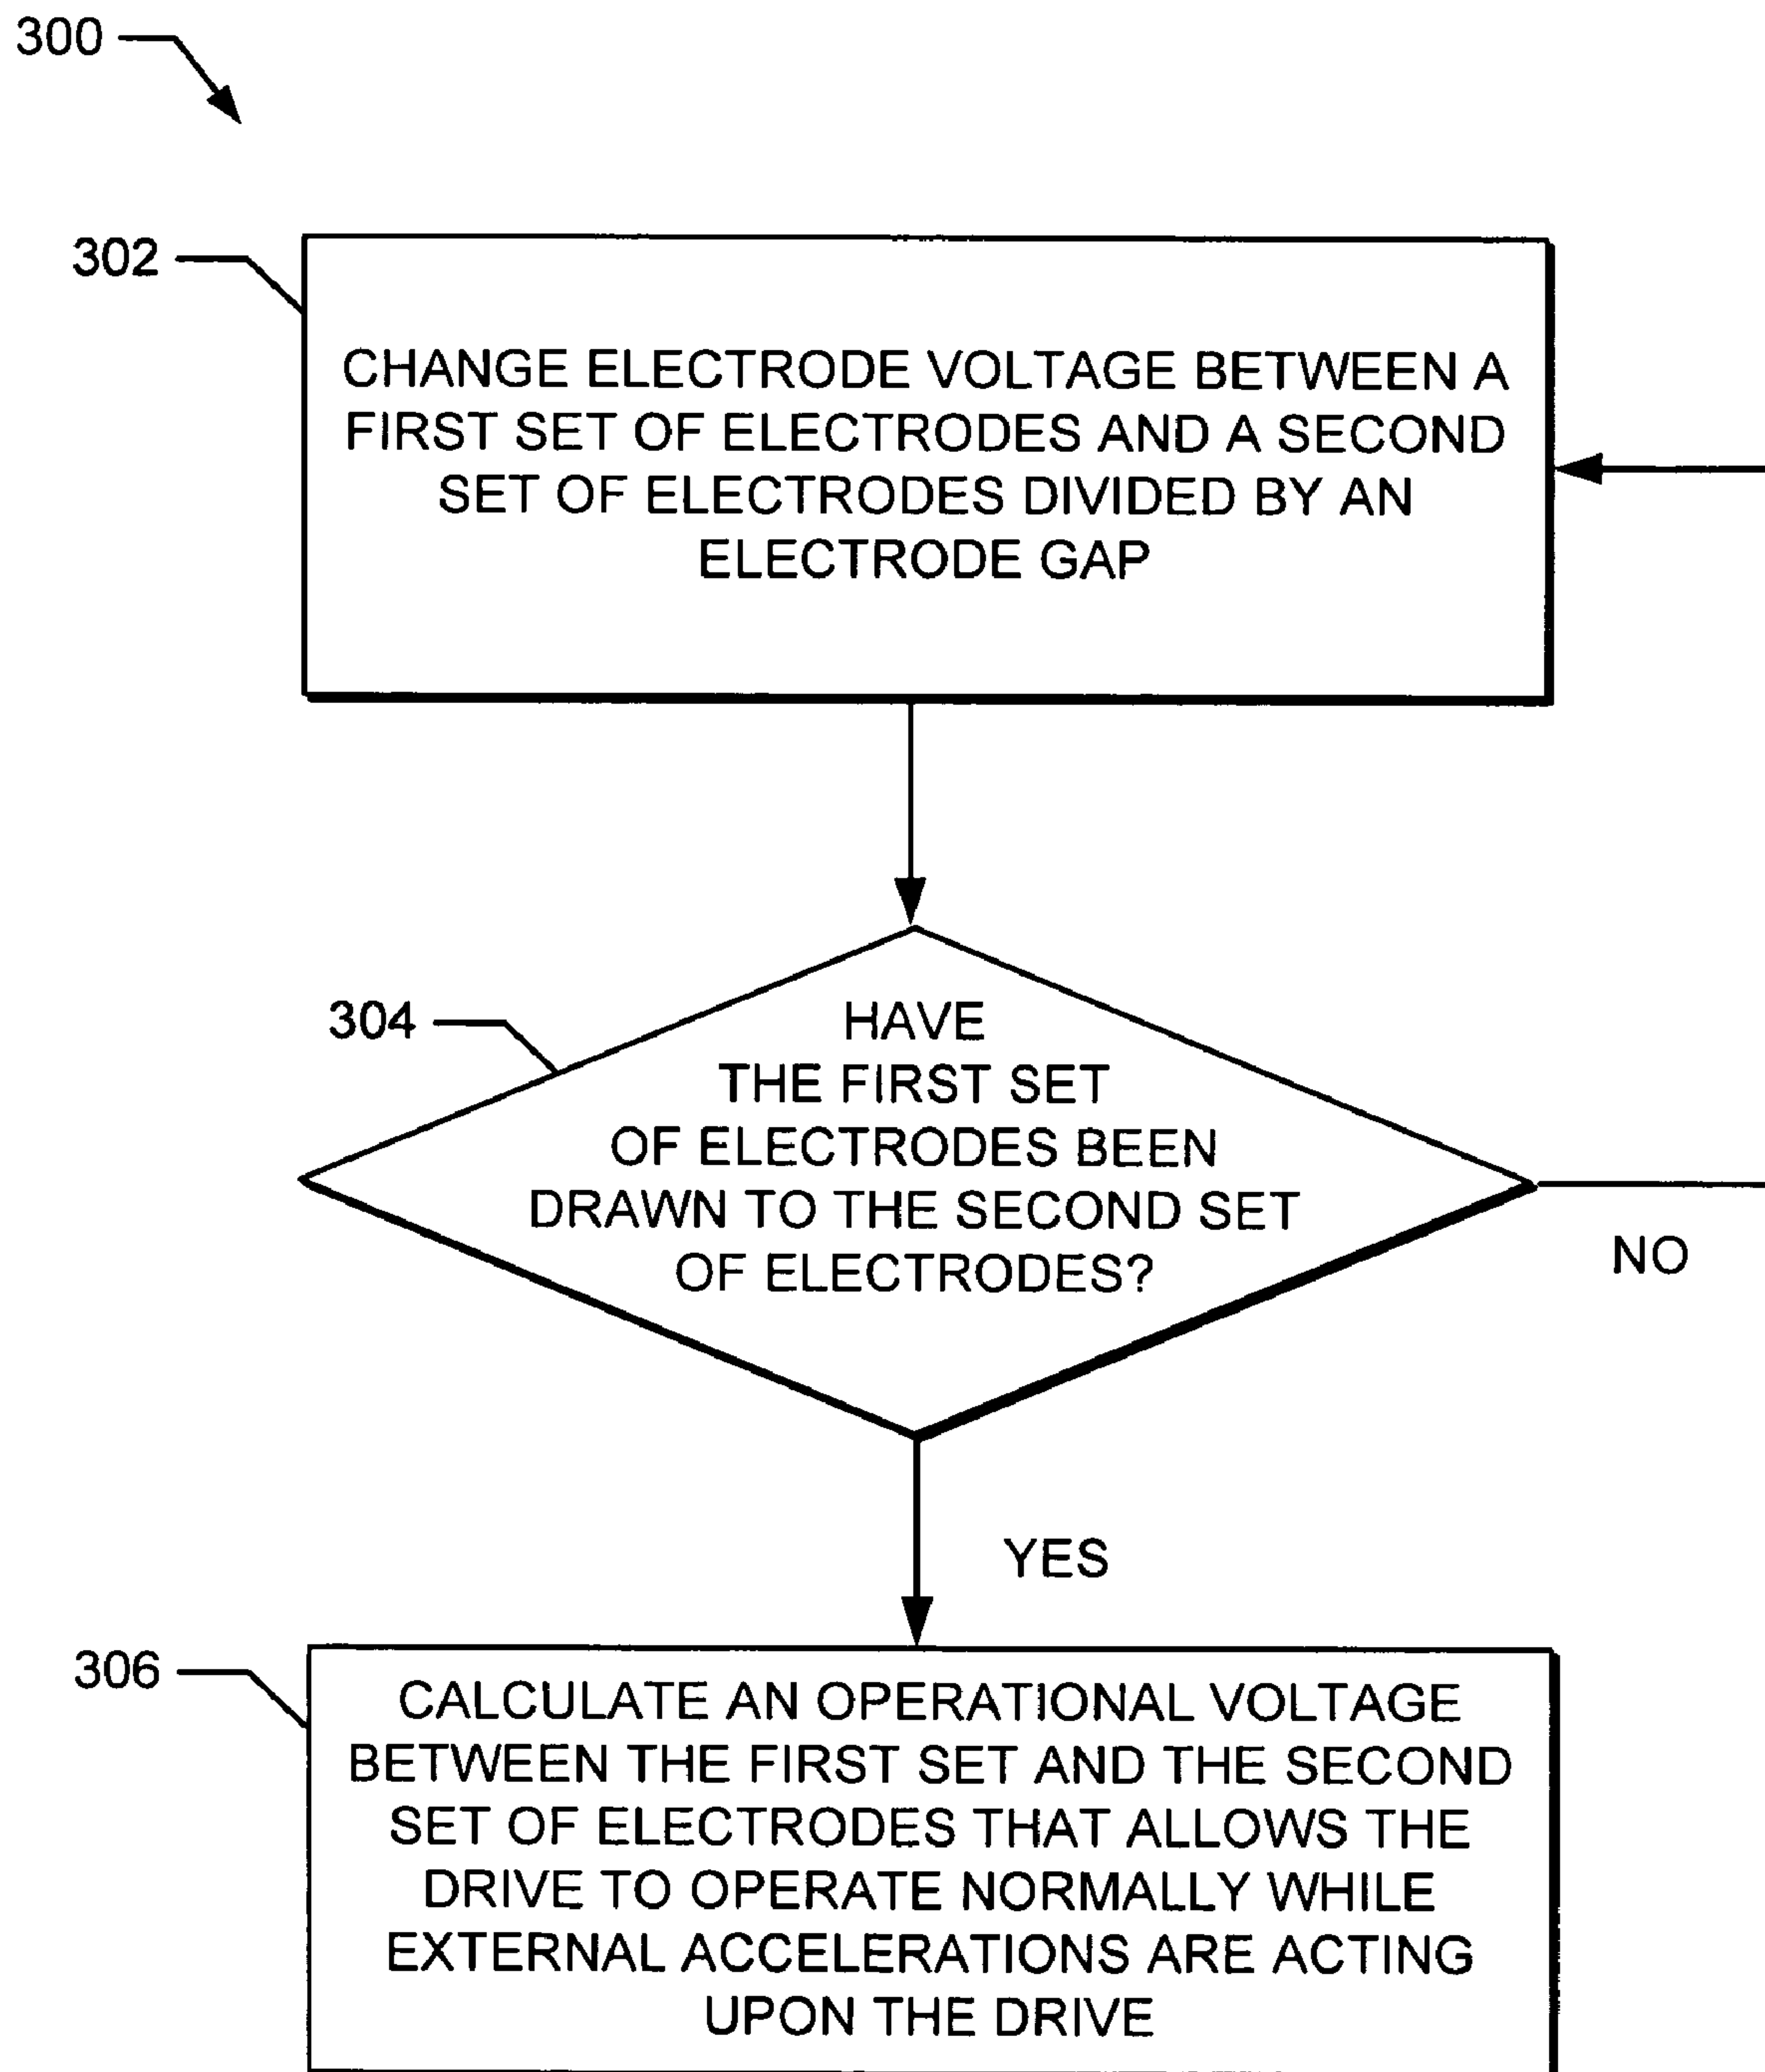 300
302
CHANGE ELECTRODE VOLTAGE BETWEEN A
FIRST SET OF ELECTRODES AND A SECOND
SET OF ELECTRODES DIVIDED BY AN
ELECTRODE GAP
304
HAVE
THE FIRST SET
OF ELECTRODES BEEN
DRAWN TO THE SECOND SET
OF ELECTRODES?
NO
YES
306
CALCULATE AN OPERATIONAL VOLTAGE
BETWEEN THE FIRST SET AND THE SECOND
SET OF ELECTRODES THAT ALLOWS THE
DRIVE TO OPERATE NORMALLY WHILE
EXTERNAL ACCELERATIONS ARE ACTING
UPON THE DRIVE